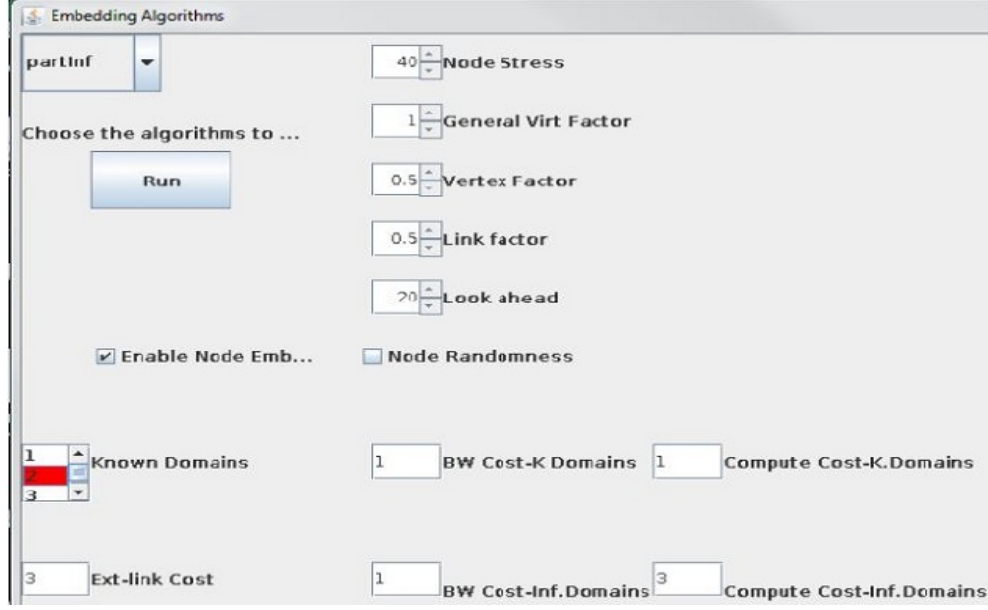 Embedding Algorithms
partInf
40 Node Stress
Choose the algorithms to ...
1 General Virt Factor
Run
0.5 Vertex Factor
0.5 Link factor
20 Look ahead
Enable Node Emb... Node Randomness
1
2
3
Known Domains
1 BW Cost-K Domains 1 Compute Cost-K.Domains
3 Ext-link Cost
1 BW Cost-Inf.Domains 3 Compute Cost-Inf.Domains